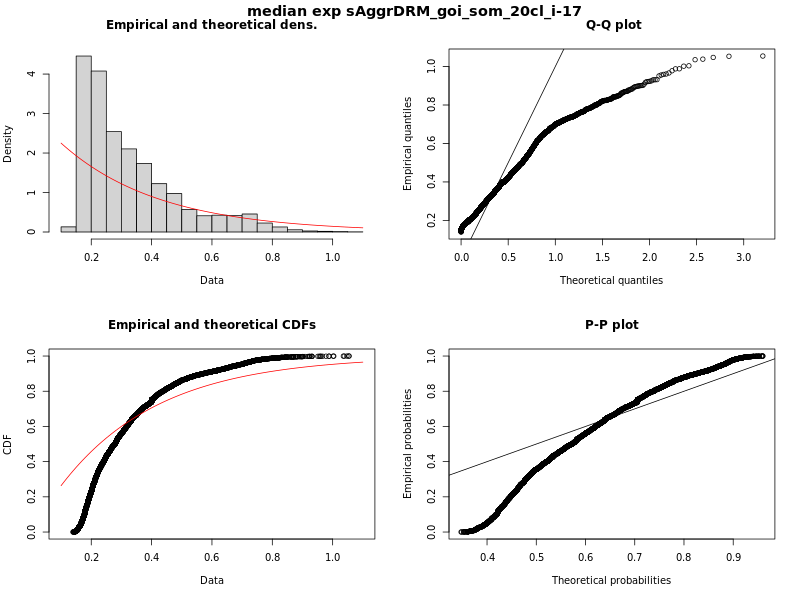 median exp sAggrDRM_goi_som_20cl_i-17
Empirical and theoretical dens.
Density
0 1 2 3 4
0.2 0.4 0.6 0.8 1.0
Data
Q-Q plot
Empirical quantiles
0.2 0.4 0.6 0.8 1.0
0.0 0.5 1.0 1.5 2.0 2.5 3.0
Theoretical quantiles
Empirical and theoretical CDFs
CDF
0.0 0.2 0.4 0.6 0.8 1.0
0.2 0.4 0.6 0.8 1.0
Data
P-P plot
Empirical probabilities
0.0 0.2 0.4 0.6 0.8 1.0
0.4 0.5 0.6 0.7 0.8 0.9
Theoretical probabilities